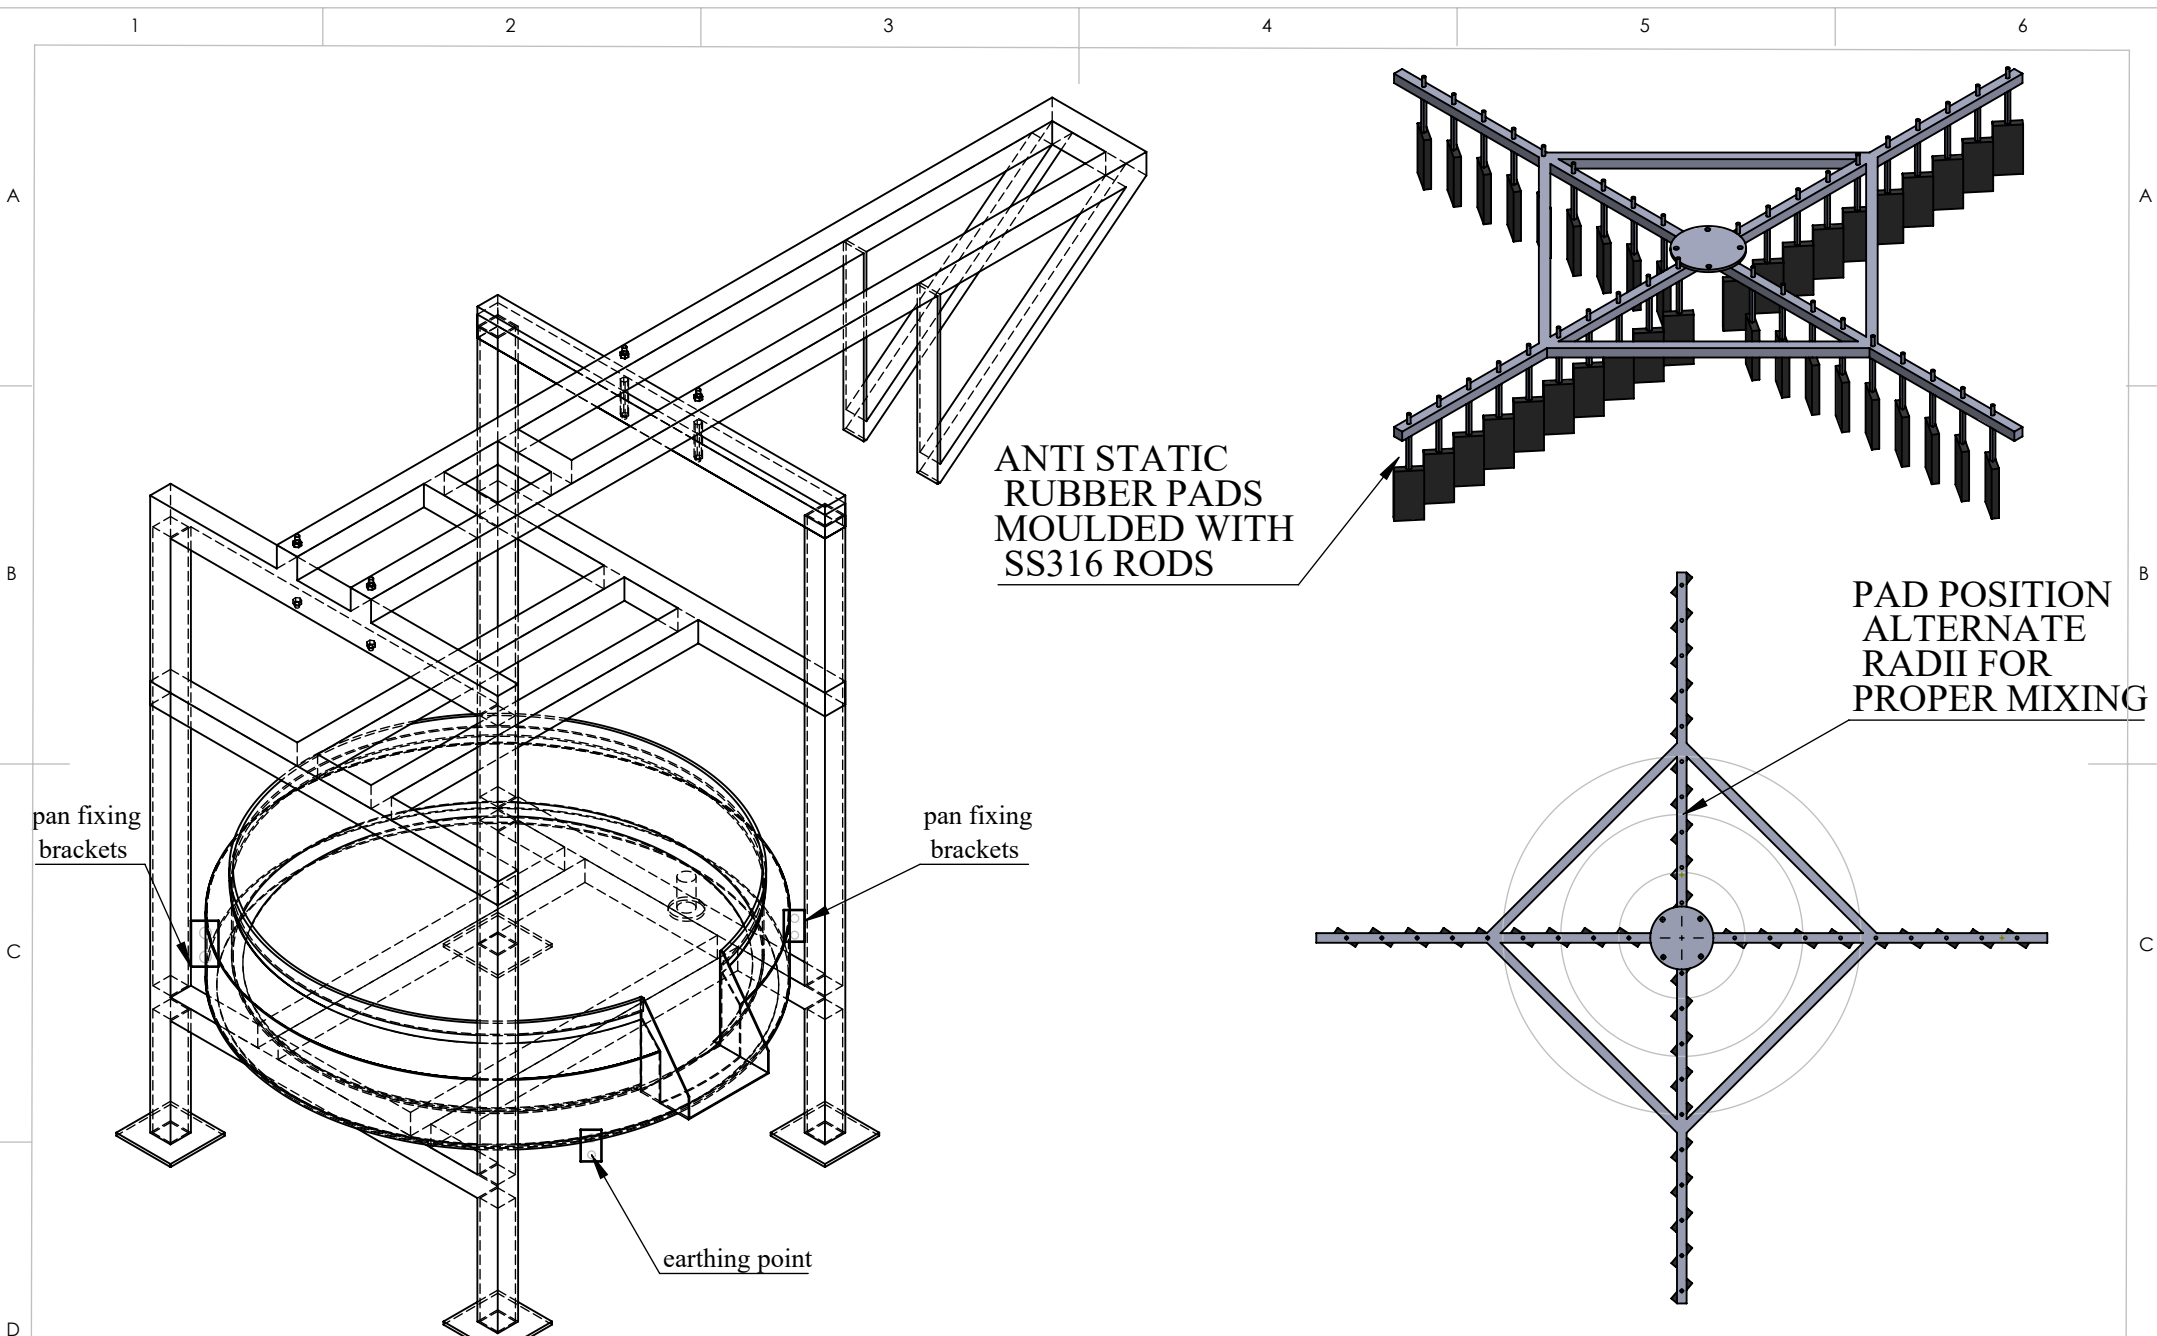 1 2 3 4 5 6
A A
ANTI STATIC
RUBBER PADS
MOULDED WITH
SS316 RODS
B B
PAD POSITION
ALTERNATE
RADII FOR
PROPER MIXING
pan fixing
brackets
pan fixing
brackets
C C
earthing point
D